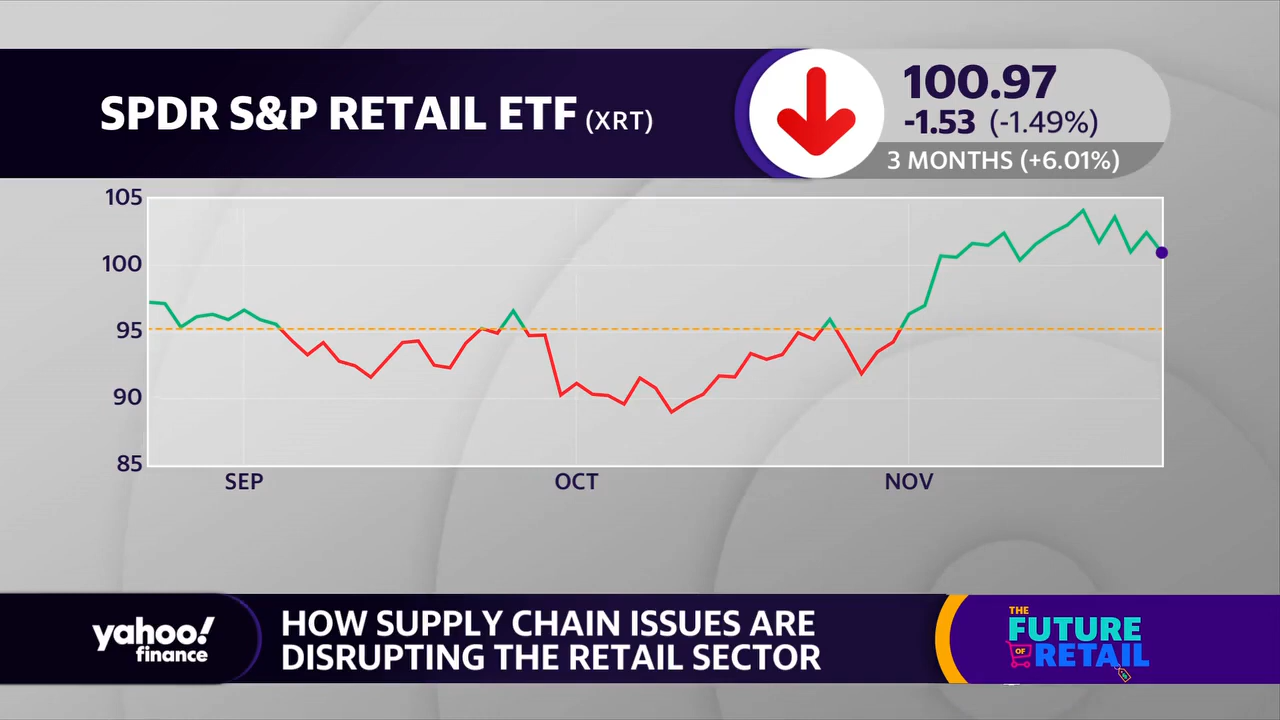 SPDR S&P RETAIL ETF (XRT)
100.97
-1.53 (-1.49%)
3 MONTHS (+6.01%)
105
100
95
90
85
SEP OCT NOV
yahoo!
finance
HOW SUPPLY CHAIN ISSUES ARE
DISRUPTING THE RETAIL SECTOR
THE
FUTURE
OF RETAIL